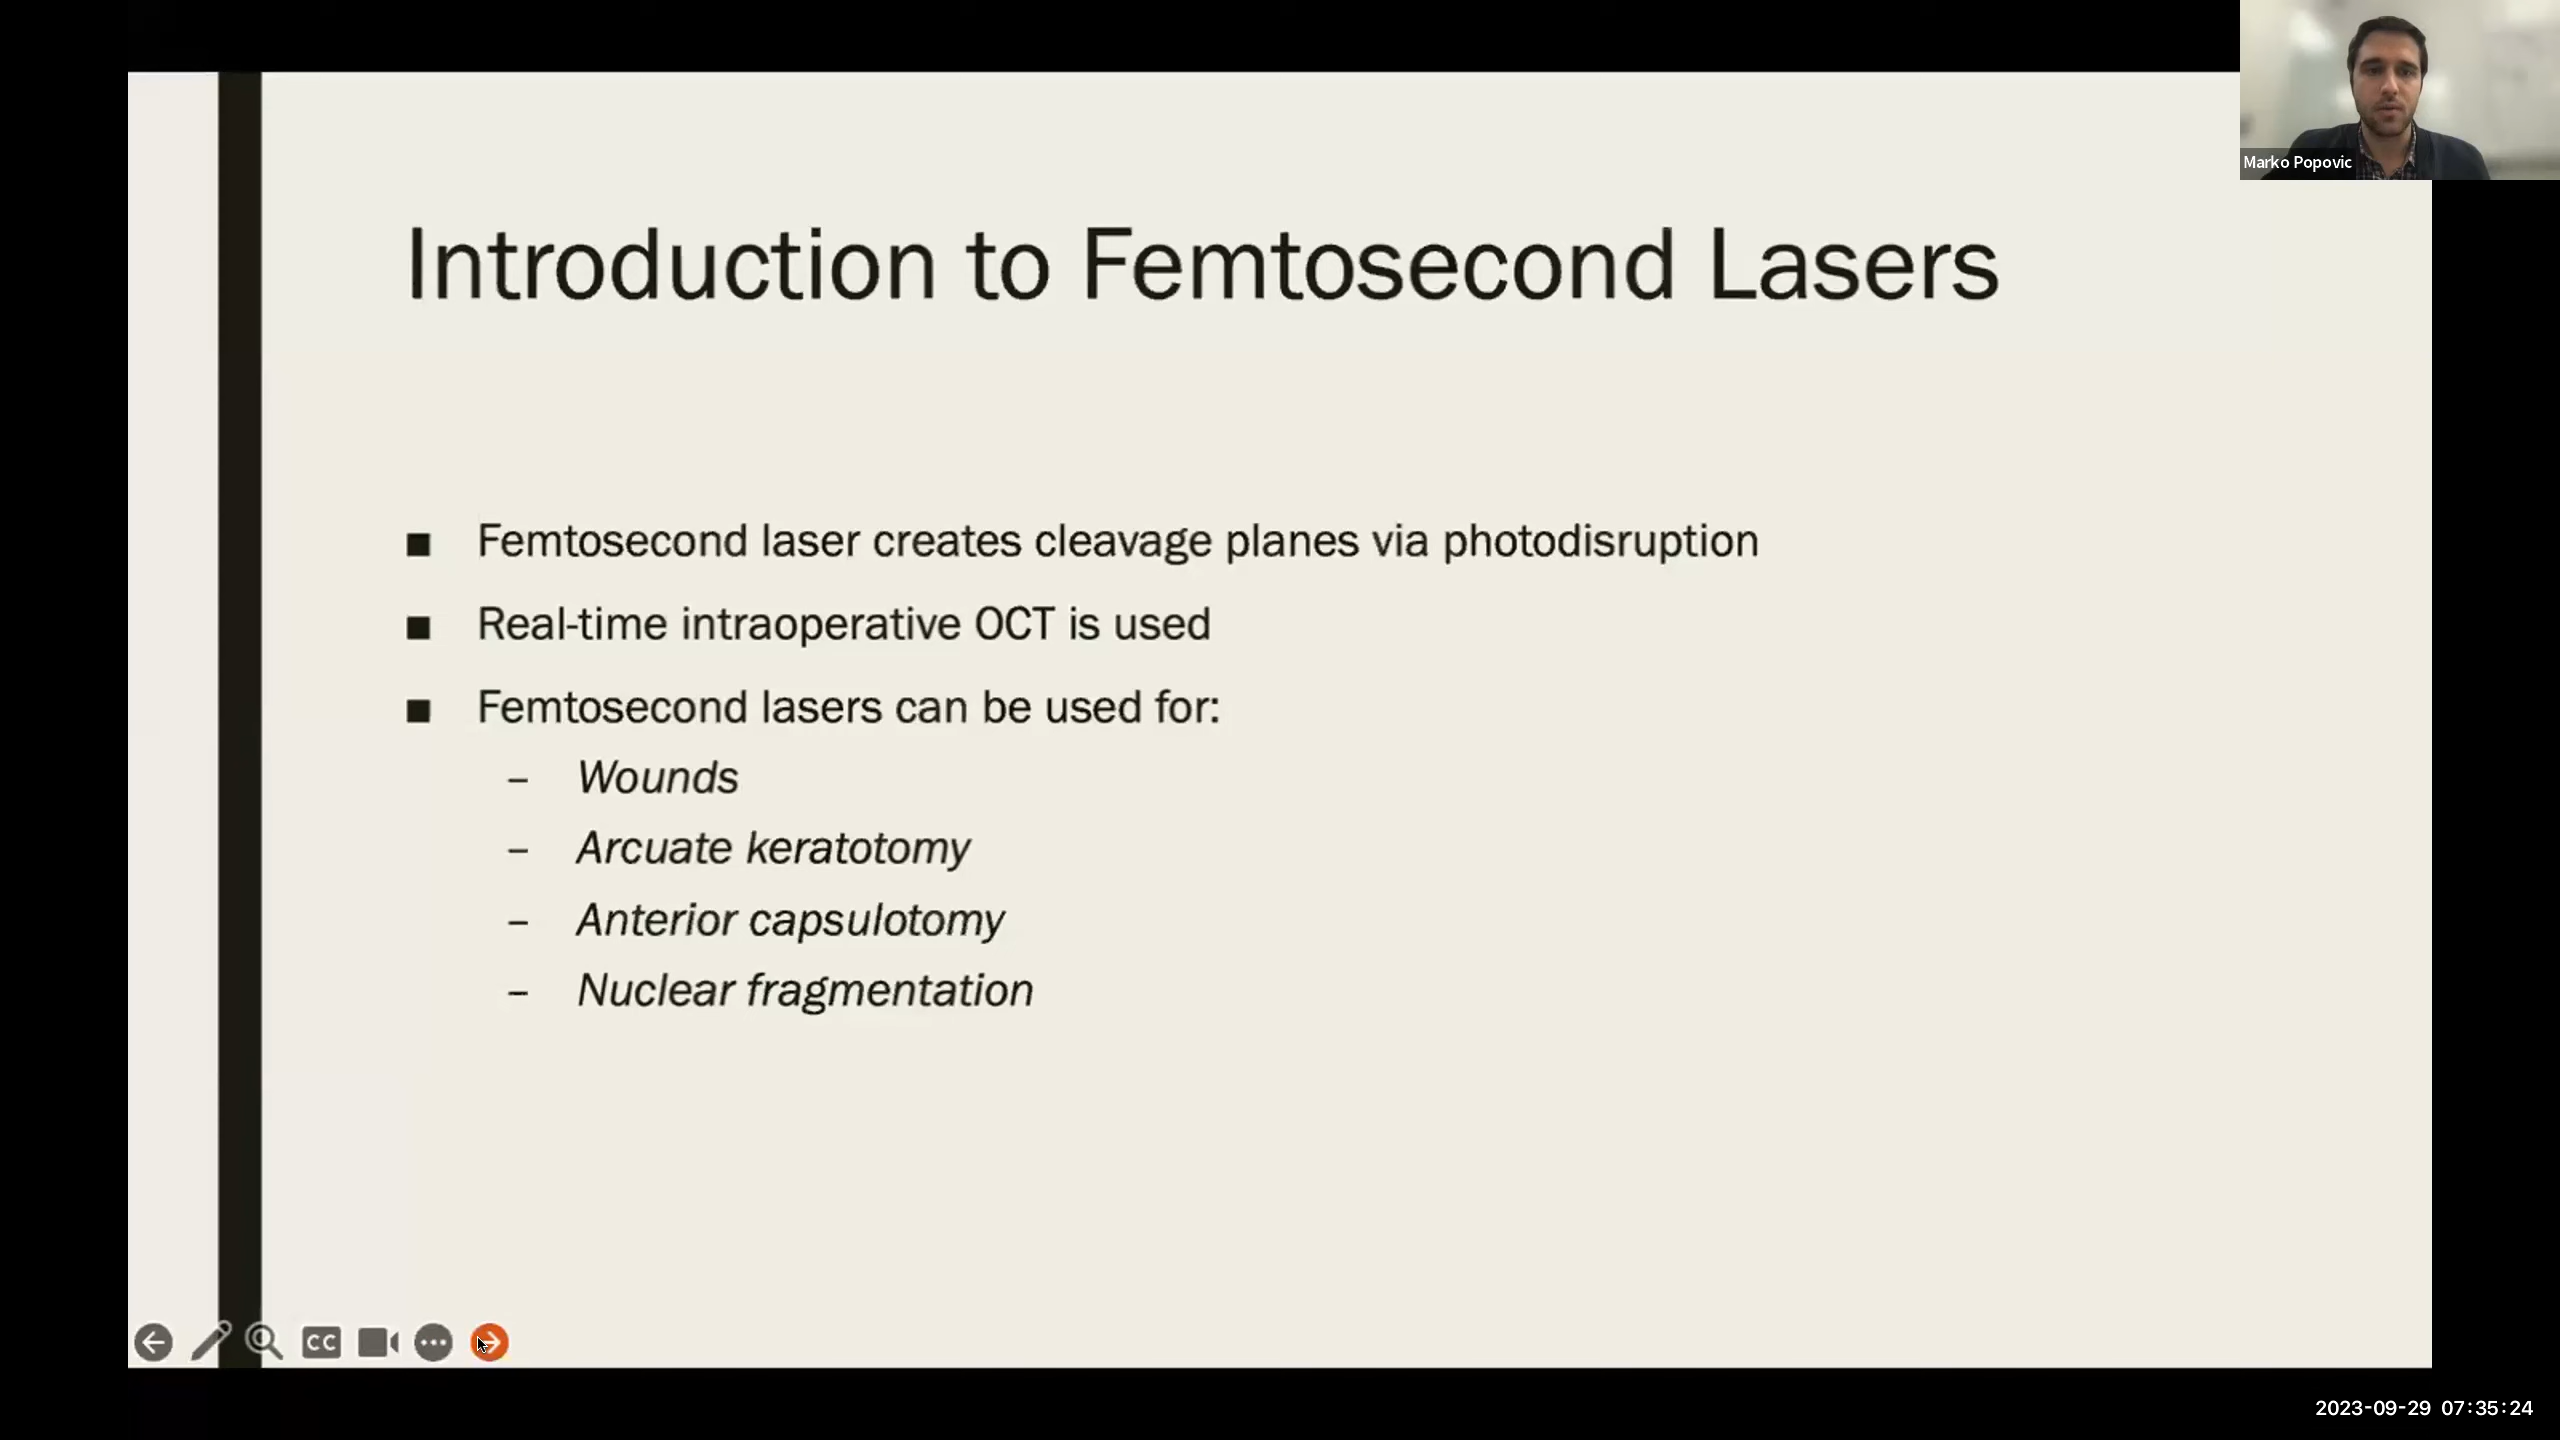 Marko Popovic
Introduction to Femtosecond Lasers
■ Femtosecond laser creates cleavage planes via photodisruption
■ Real-time intraoperative OCT is used
■ Femtosecond lasers can be used for:
– Wounds
– Arcuate keratotomy
– Anterior capsulotomy
– Nuclear fragmentation
CC
2023-09-29 07:35:24